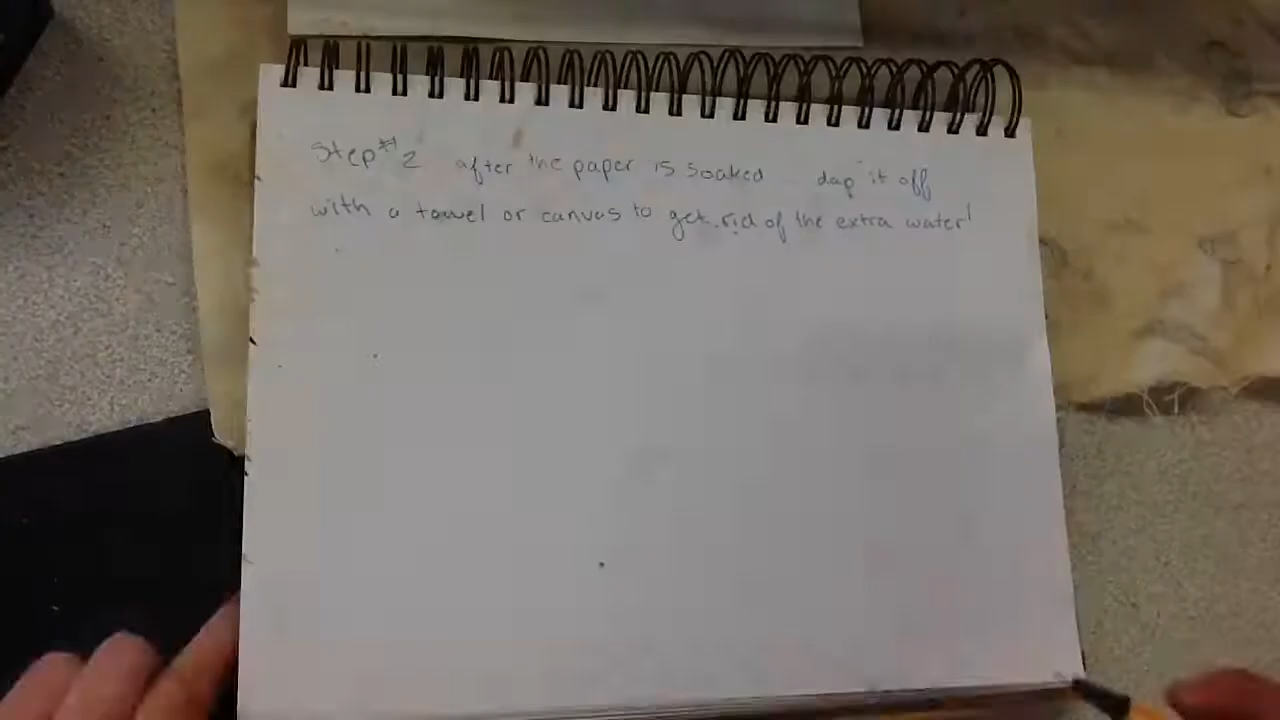 Step #2 after the paper is soaked dap it off
with a towel or canvas to get rid of the extra water!